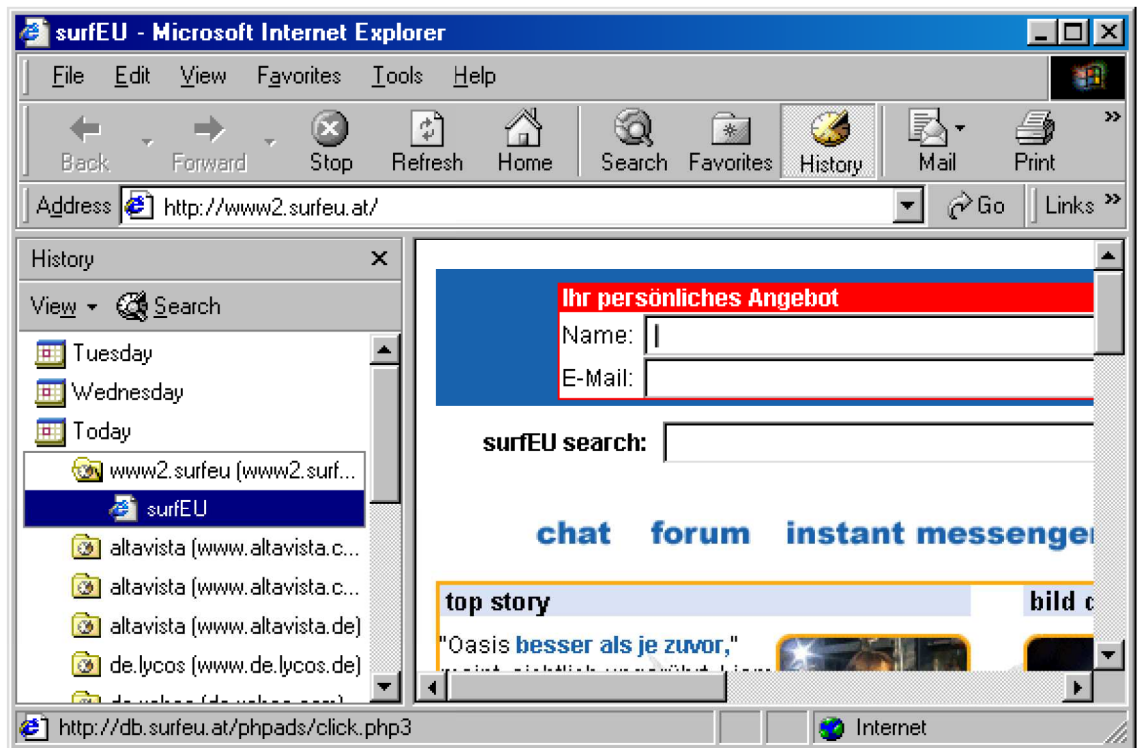 surfEU - Microsoft Internet Explorer
File Edit View Favorites Tools Help
Back Forward Stop Refresh Home Search Favorites History Mail Print »
Address http://www2.surfeu.at/ Go Links »
History
View Search
Tuesday
Wednesday
Today
www2.surfeu (www2.surf...
surfEU
altavista (www.altavista.c...
altavista (www.altavista.c...
altavista (www.altavista.de)
de.lycos (www.de.lycos.de)
Ihr persönliches Angebot
Name:
E-Mail:
surfEU search:
chat forum instant messenger
top story bild d
"Oasis besser als je zuvor,"
http://db.surfeu.at/phpads/click.php3 Internet